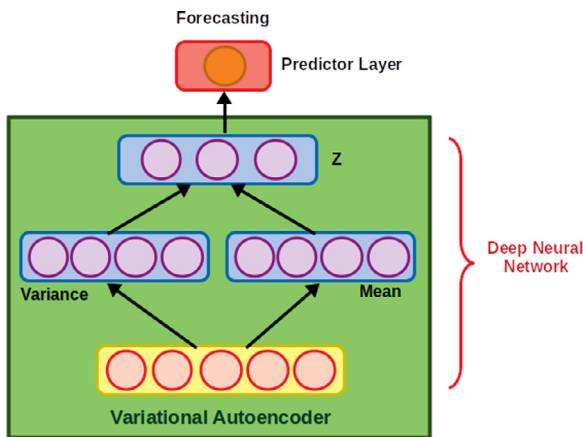 Forecasting
Predictor Layer
Z
Variance
Mean
Deep Neural
Network
Variational Autoencoder